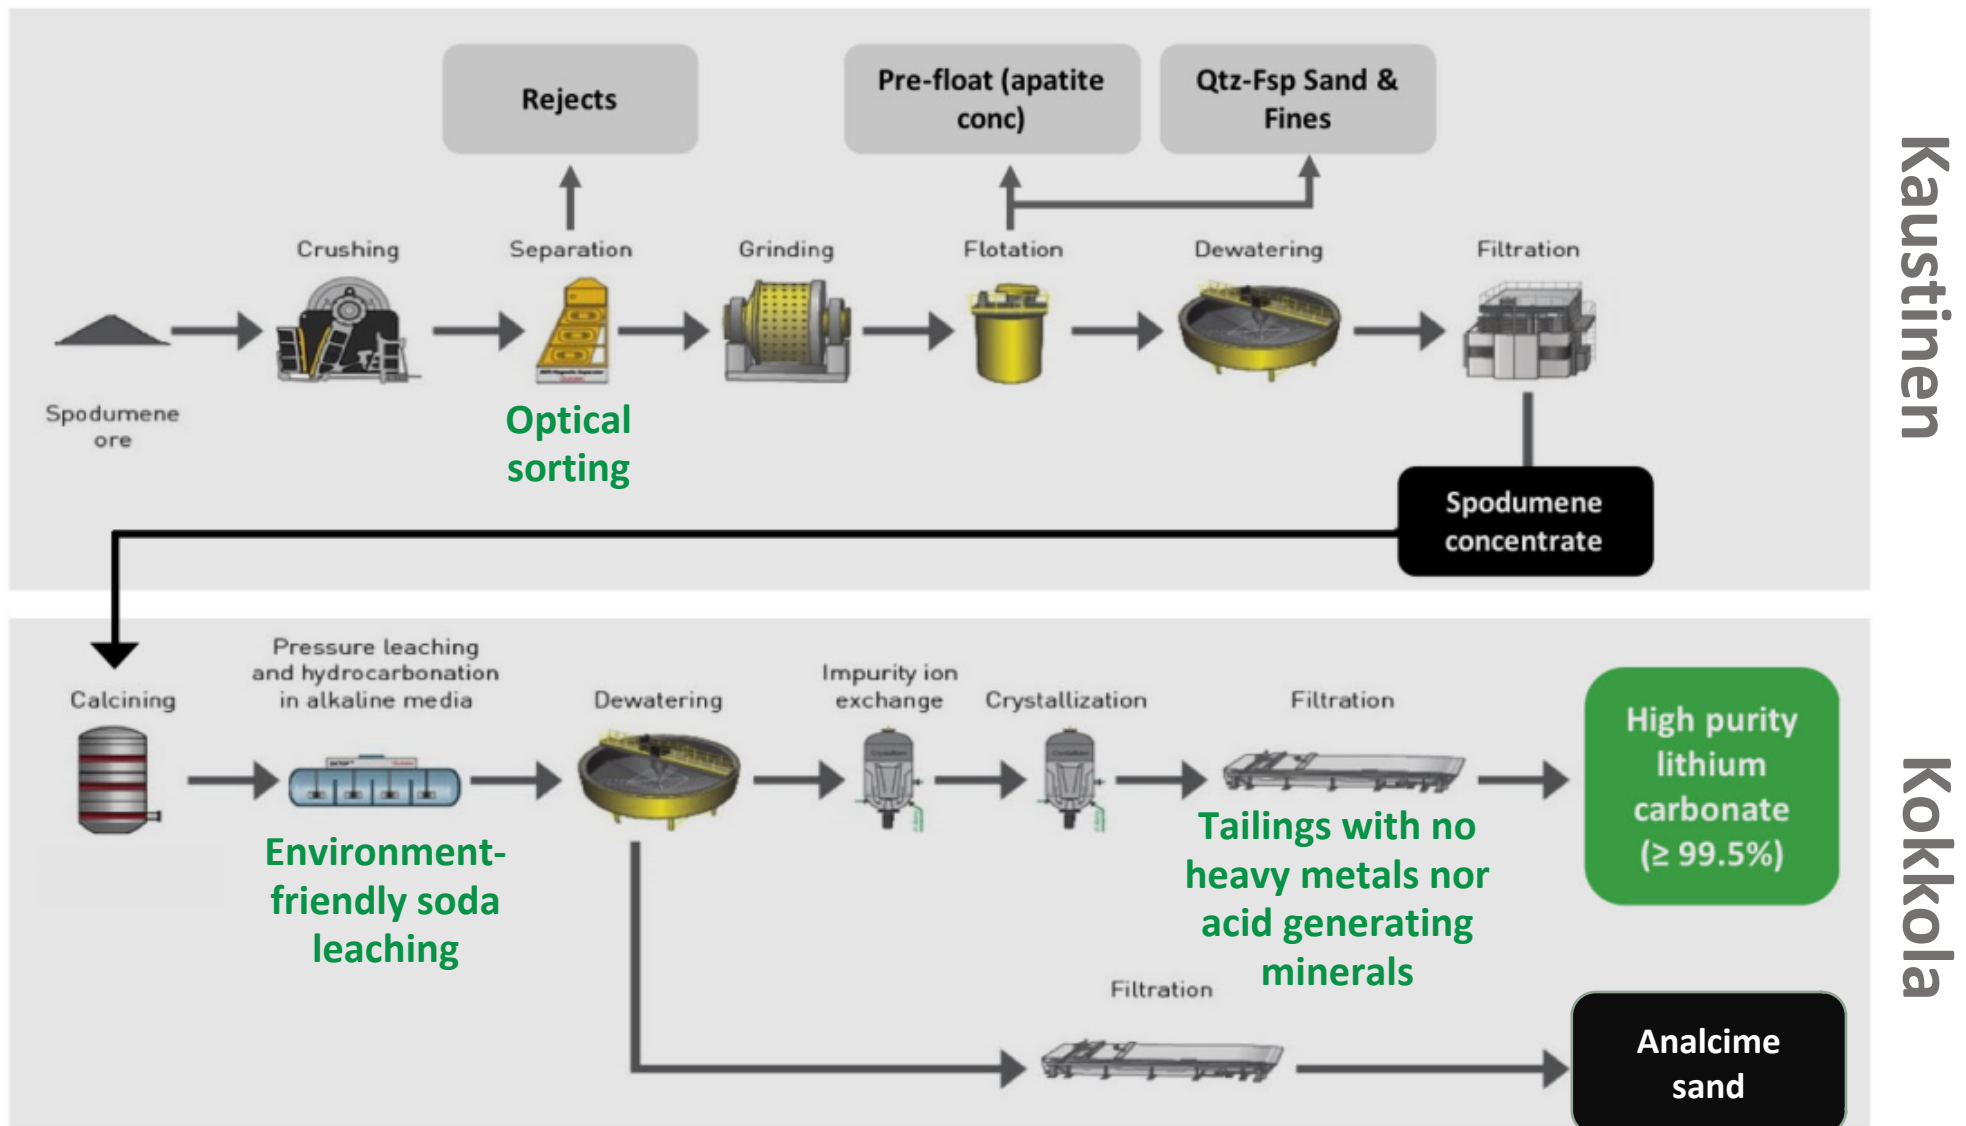 Rejects
Pre-float (apatite
conc)
Qtz-Fsp Sand &
Fines
Kaustinen
Crushing
Separation
Grinding
Flotation
Dewatering
Filtration
Spodumene
ore
Optical
sorting
Spodumene
concentrate
Pressure leaching
and hydrocarbonation
in alkaline media
Calcining
Dewatering
Impurity ion
exchange
Crystallization
Filtration
High purity
lithium
carbonate
(≥ 99.5%)
Kokkola
Environment-
friendly soda
leaching
Tailings with no
heavy metals nor
acid generating
minerals
Filtration
Analcime
sand